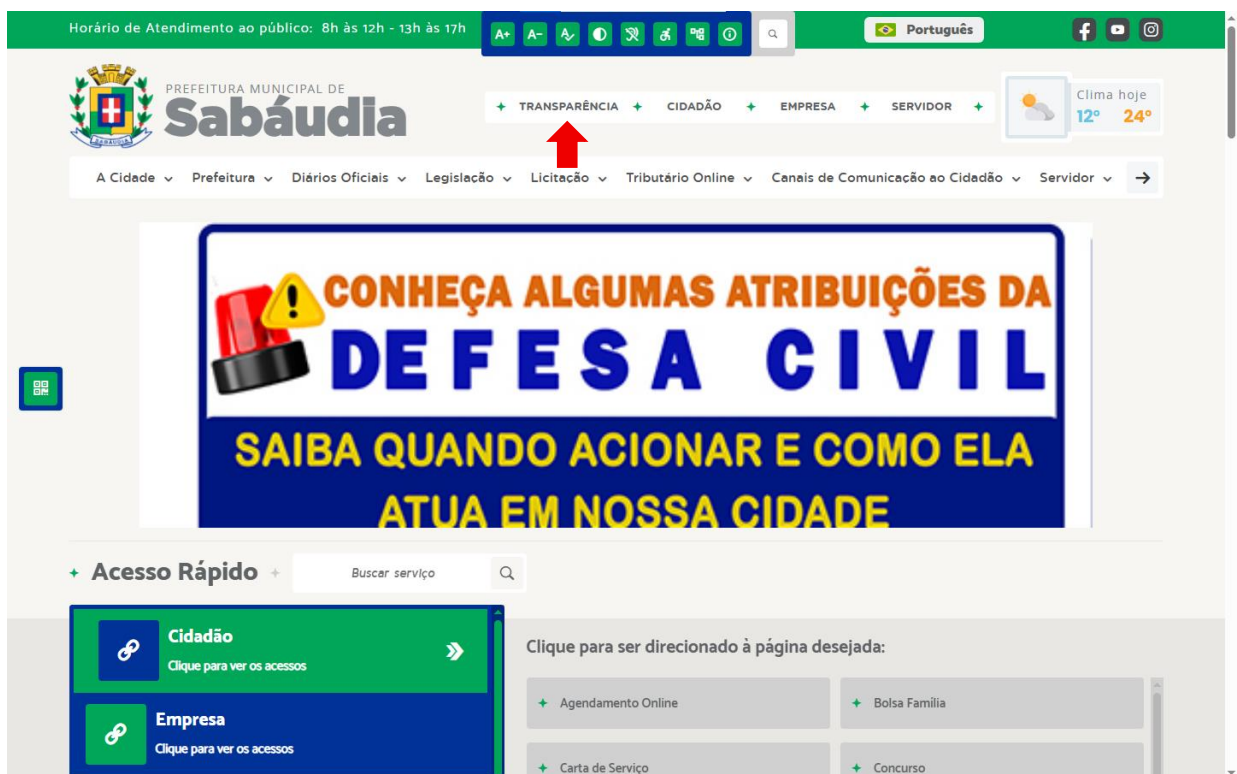 Horário de Atendimento ao público: 8h às 12h - 13h às 17h
A+ A-
Português
PREFEITURA MUNICIPAL DE
Sabáudia
SABÁUDIA
TRANSPARÊNCIA CIDADÃO EMPRESA SERVIDOR
Clima hoje
12° 24°
A Cidade Prefeitura Diários Oficiais Legislação Licitação Tributário Online Canais de Comunicação ao Cidadão Servidor
CONHEÇA ALGUMAS ATRIBUIÇÕES DA
DEFESA CIVIL
SAIBA QUANDO ACIONAR E COMO ELA
ATUA EM NOSSA CIDADE
Acesso Rápido
Buscar serviço
Cidadão
Clique para ver os acessos
Empresa
Clique para ver os acessos
Clique para ser direcionado à página desejada:
Agendamento Online
Bolsa Família
Carta de Serviço
Concurso